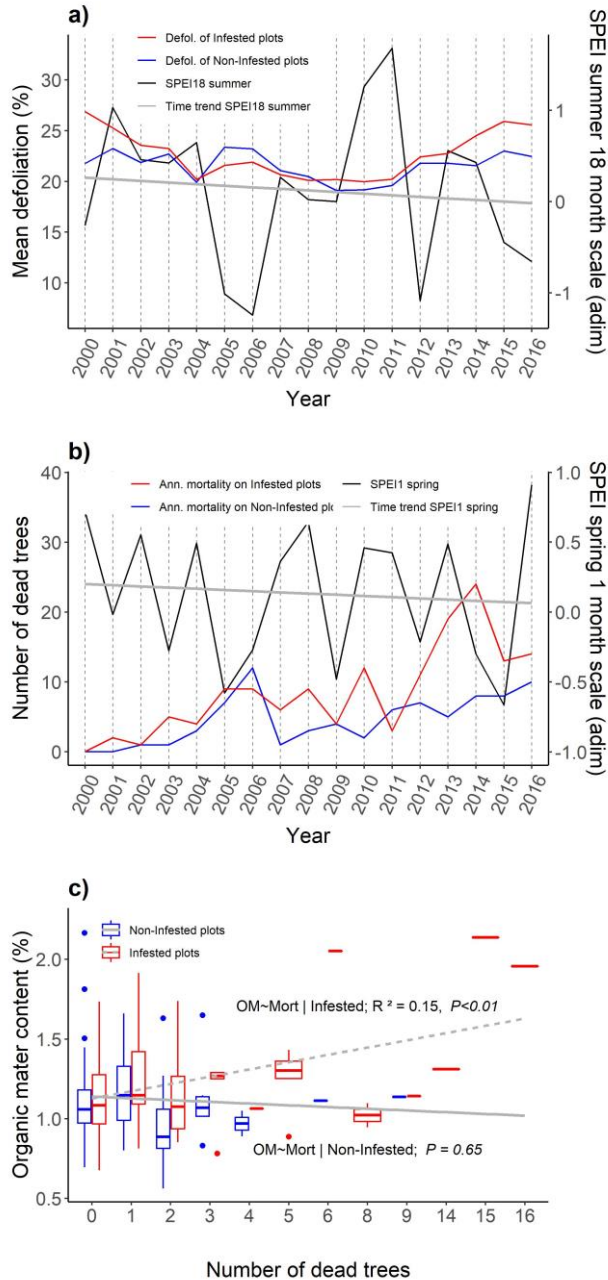 a)
Defol. of Infested plots
Defol. of Non-Infested plots
SPEI18 summer
Time trend SPEI18 summer
Mean defoliation (%)
30
25
20
15
10
1
0
−1
SPEI summer 18 month scale (adim)
2000 2001 2002 2003 2004 2005 2006 2007 2008 2009 2010 2011 2012 2013 2014 2015 2016
Year
b)
Ann. mortality on Infested plots
Ann. mortality on Non-Infested plo
SPEI1 spring
Time trend SPEI1 spring
Number of dead trees
40
30
20
10
0
1.0
0.5
0.0
−0.5
−1.0
SPEI spring 1 month scale (adim)
2000 2001 2002 2003 2004 2005 2006 2007 2008 2009 2010 2011 2012 2013 2014 2015 2016
Year
c)
Non-Infested plots
Infested plots
Organic mater content (%)
2.0
1.5
1.0
0.5
OM~Mort | Infested; R ² = 0.15, P<0.01
OM~Mort | Non-Infested; P = 0.65
0 1 2 3 4 5 6 8 9 14 15 16
Number of dead trees